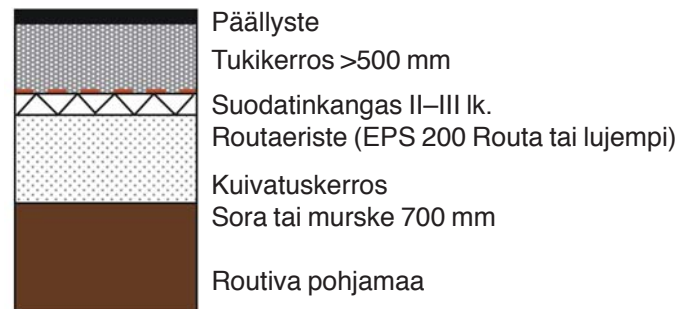 Päällyste
Tukikerros >500 mm
Suodatinkangas II–III lk.
Routaeriste (EPS 200 Routa tai lujempi)
Kuivatuskerros
Sora tai murske 700 mm
Routiva pohjamaa